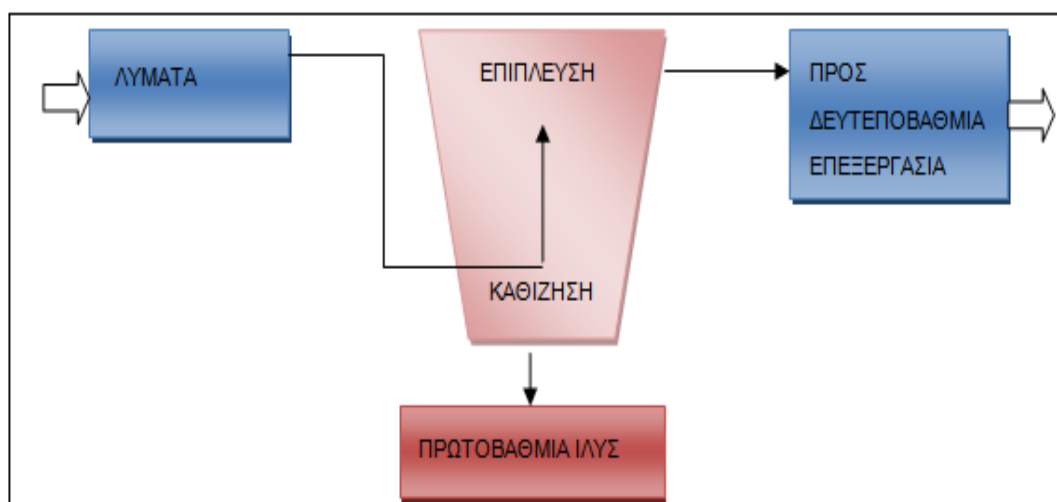 ΛΥΜΑΤΑ
ΕΠΙΠΛΕΥΣΗ
ΠΡΟΣ
ΔΕΥΤΕΠΟΒΑΘΜΙΑ
ΕΠΕΞΕΡΓΑΣΙΑ
ΚΑΘΙΖΗΣΗ
ΠΡΩΤΟΒΑΘΜΙΑ ΙΛΥΣ